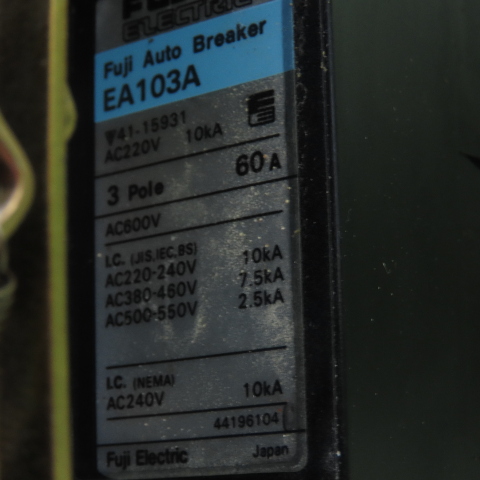 ELECTRIC
Fuji Auto Breaker
EA103A
41-15931
AC220V 10kA
3 Pole 60A
AC600V
I.C. (JIS,IEC,BS)
AC220-240V 10kA
AC380-460V 7.5kA
AC500-550V 2.5kA
I.C. (NEMA)
AC240V 10kA
44196104
Fuji Electric Japan